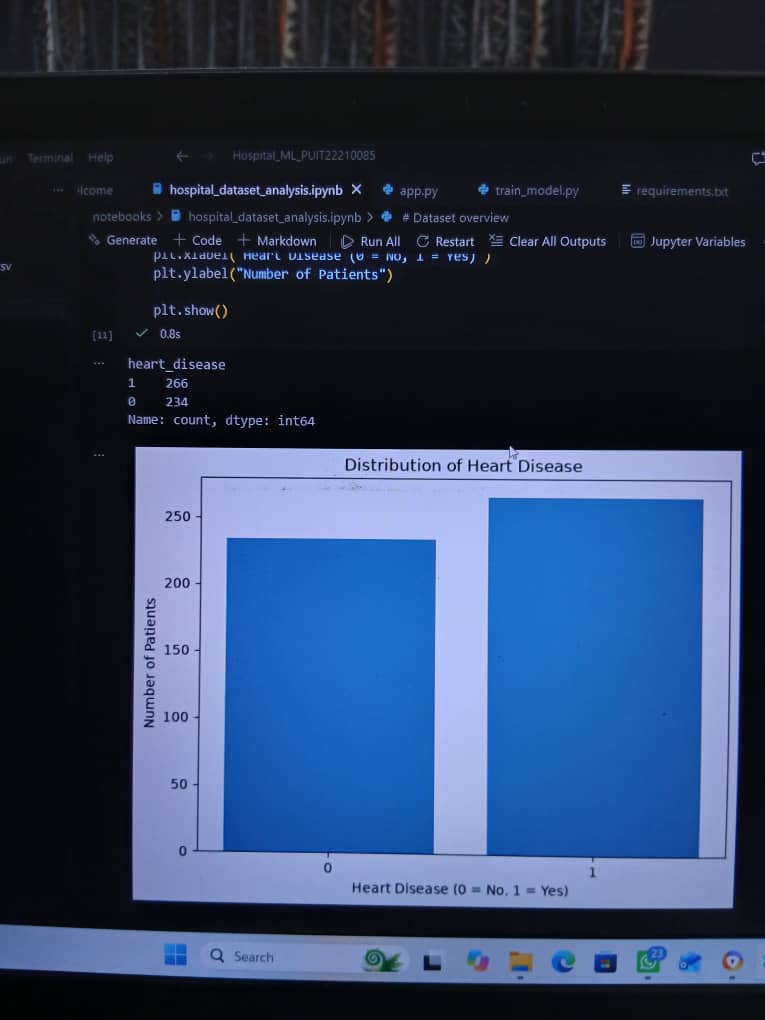 Terminal Help ← → Hospital_ML_PUIT22210085
··· hospital_dataset_analysis.ipynb × app.py train_model.py requirements.txt
notebooks > hospital_dataset_analysis.ipynb > # Dataset overview
Generate + Code + Markdown | Run All Restart Clear All Outputs | Jupyter Variables
sv
plt.xlabel("Heart Disease (0 = No, 1 = Yes)")
plt.ylabel("Number of Patients")
plt.show()
[11] ✓ 0.8s
heart_disease
1 266
0 234
Name: count, dtype: int64
Distribution of Heart Disease
250
200
150
100
50
0
Number of Patients
0 1
Heart Disease (0 = No, 1 = Yes)
Search
23